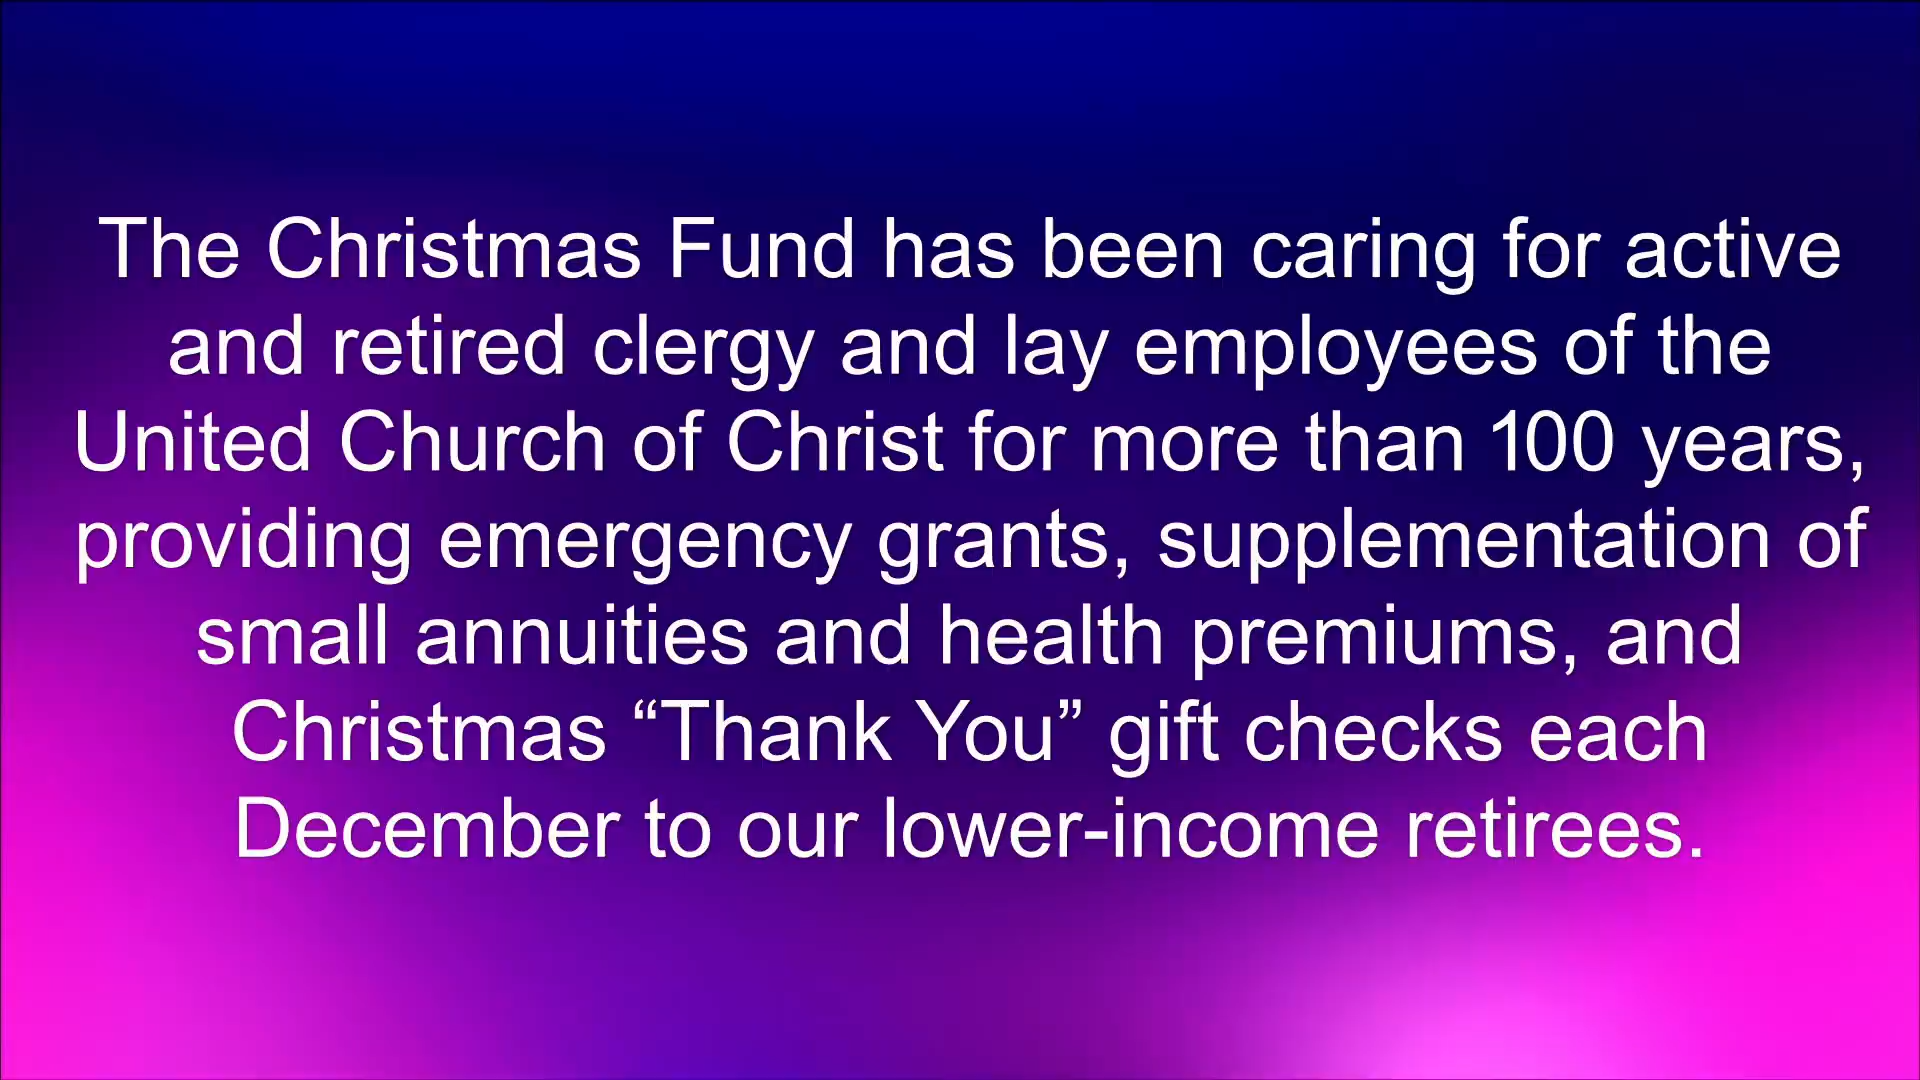 The Christmas Fund has been caring for active
and retired clergy and lay employees of the
United Church of Christ for more than 100 years,
providing emergency grants, supplementation of
small annuities and health premiums, and
Christmas “Thank You” gift checks each
December to our lower-income retirees.